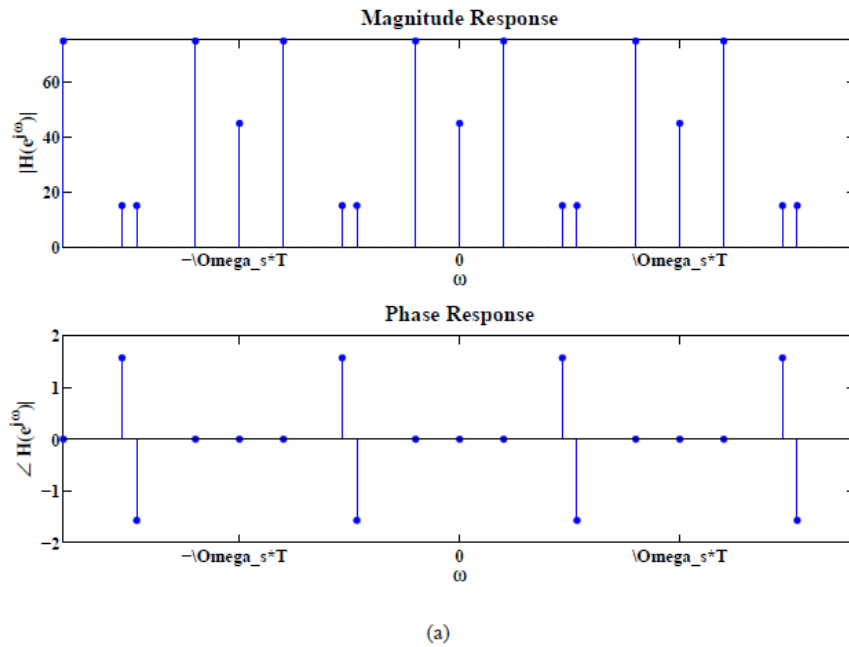 Magnitude Response
|H(e^jω)|
60
40
20
0
−\Omega_s*T
0
\Omega_s*T
ω
Phase Response
∠ H(e^jω)|
2
1
0
−1
−2
−\Omega_s*T
0
\Omega_s*T
ω
(a)